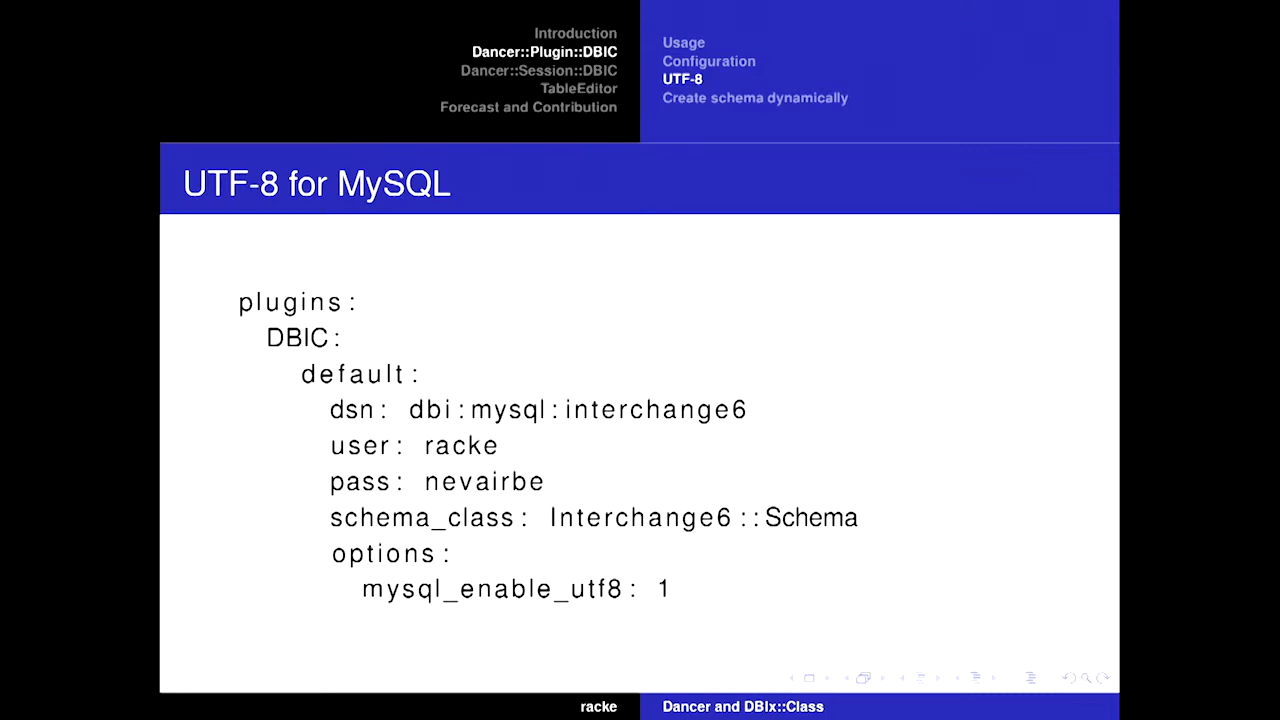 Introduction
Dancer::Plugin::DBIC
Dancer::Session::DBIC
TableEditor
Forecast and Contribution
Usage
Configuration
UTF-8
Create schema dynamically
UTF-8 for MySQL
plugins:
DBIC:
default:
dsn: dbi:mysql:interchange6
user: racke
pass: nevairbe
schema_class: Interchange6::Schema
options:
mysql_enable_utf8: 1
racke
Dancer and DBIx::Class